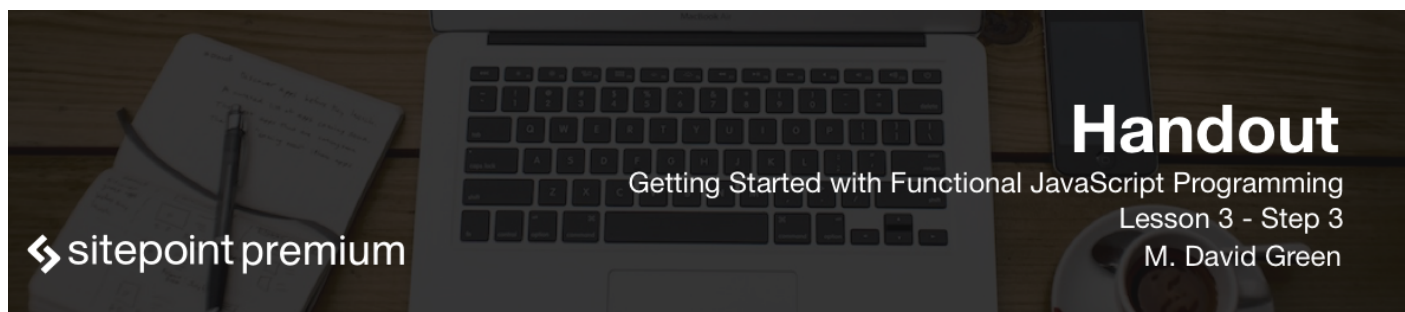 Handout
Getting Started with Functional JavaScript Programming
Lesson 3 - Step 3
M. David Green
sitepoint premium